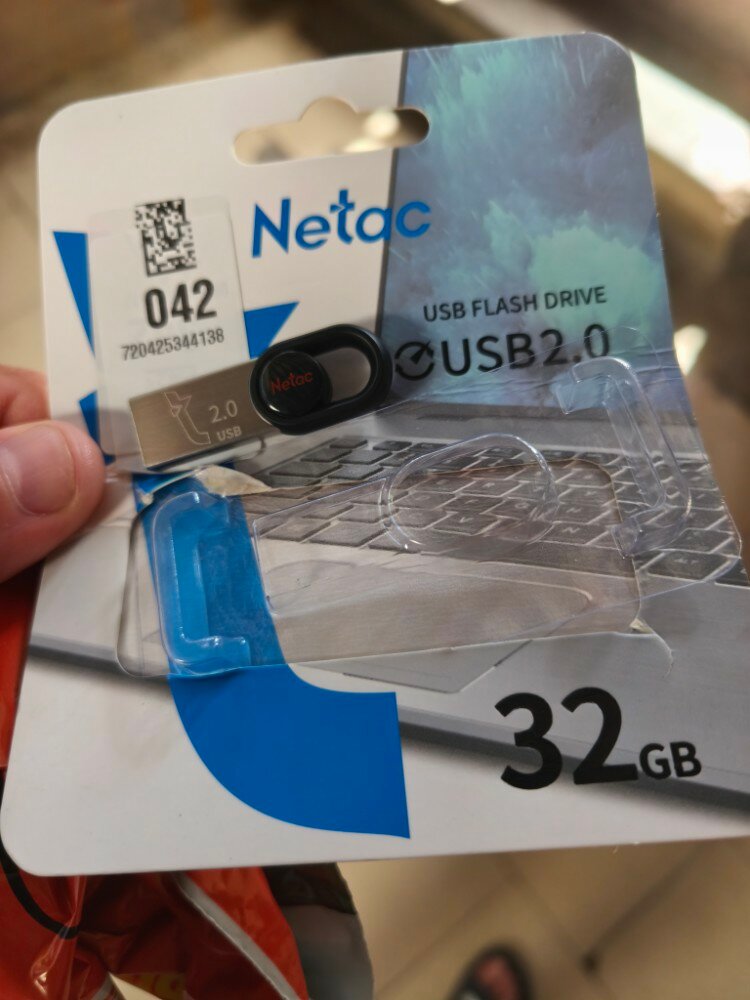 Netac
042
720425344138
USB FLASH DRIVE
USB2.0
Netac
2.0
USB
32GB